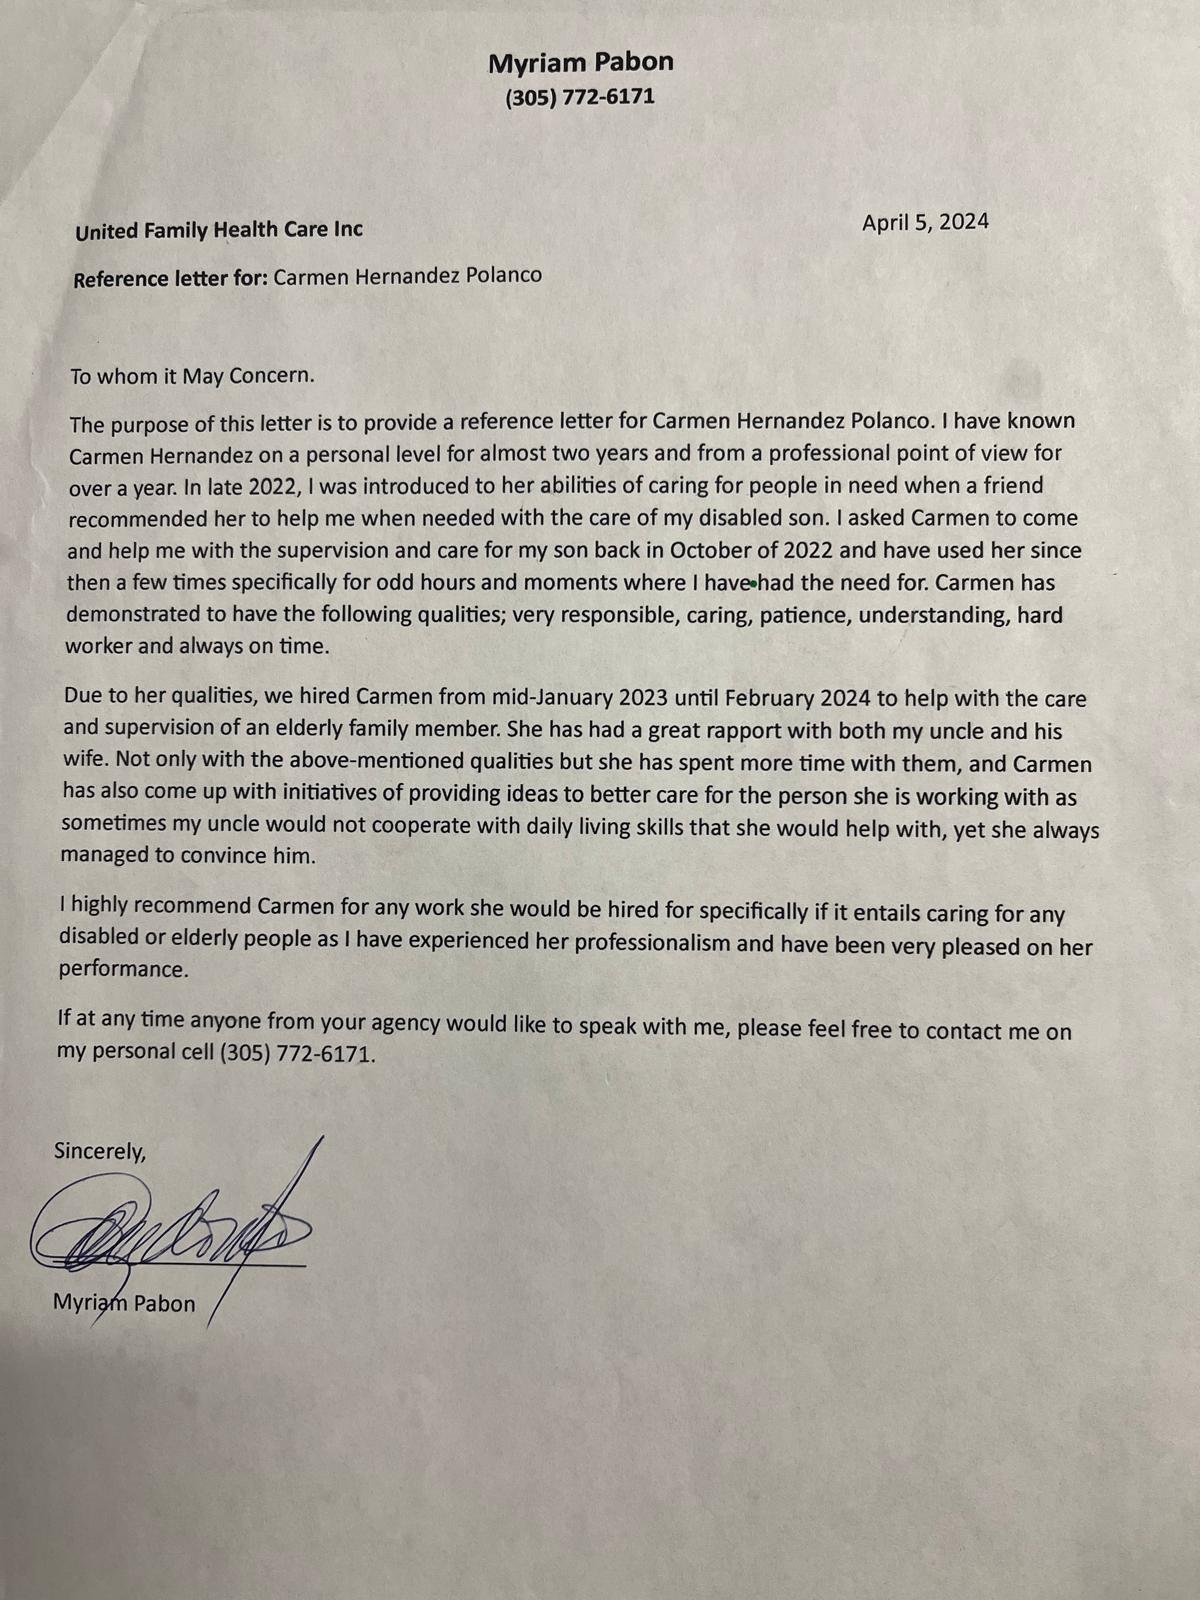 Myriam Pabon
(305) 772-6171
United Family Health Care Inc
April 5, 2024
Reference letter for: Carmen Hernandez Polanco
To whom it May Concern.
The purpose of this letter is to provide a reference letter for Carmen Hernandez Polanco. I have known
Carmen Hernandez on a personal level for almost two years and from a professional point of view for
over a year. In late 2022, I was introduced to her abilities of caring for people in need when a friend
recommended her to help me when needed with the care of my disabled son. I asked Carmen to come
and help me with the supervision and care for my son back in October of 2022 and have used her since
then a few times specifically for odd hours and moments where I have had the need for. Carmen has
demonstrated to have the following qualities; very responsible, caring, patience, understanding, hard
worker and always on time.
Due to her qualities, we hired Carmen from mid-January 2023 until February 2024 to help with the care
and supervision of an elderly family member. She has had a great rapport with both my uncle and his
wife. Not only with the above-mentioned qualities but she has spent more time with them, and Carmen
has also come up with initiatives of providing ideas to better care for the person she is working with as
sometimes my uncle would not cooperate with daily living skills that she would help with, yet she always
managed to convince him.
I highly recommend Carmen for any work she would be hired for specifically if it entails caring for any
disabled or elderly people as I have experienced her professionalism and have been very pleased on her
performance.
If at any time anyone from your agency would like to speak with me, please feel free to contact me on
my personal cell (305) 772-6171.
Sincerely,
Myriam Pabon